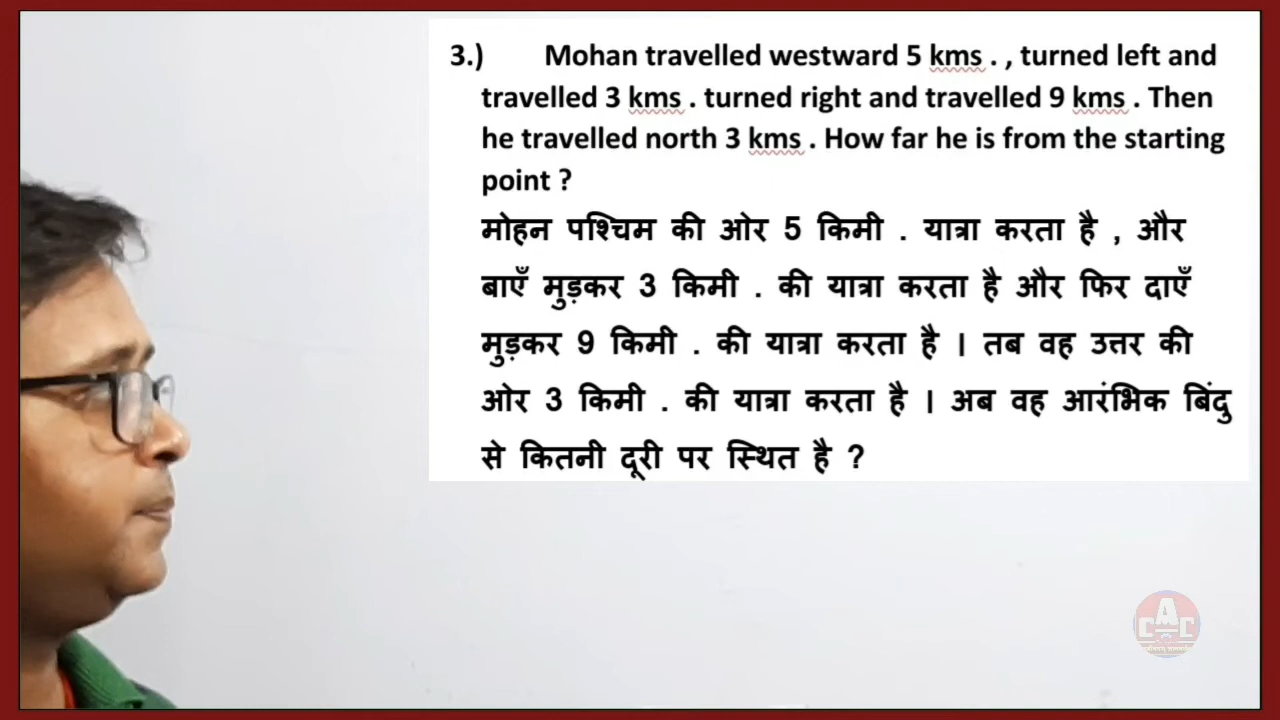 3.) Mohan travelled westward 5 kms . , turned left and
travelled 3 kms . turned right and travelled 9 kms . Then
he travelled north 3 kms . How far he is from the starting
point ?
मोहन पश्चिम की ओर 5 किमी . यात्रा करता है , और
बाएँ मुड़कर 3 किमी . की यात्रा करता है और फिर दाएँ
मुड़कर 9 किमी . की यात्रा करता है । तब वह उत्तर की
ओर 3 किमी . की यात्रा करता है । अब वह आरंभिक बिंदु
से कितनी दूरी पर स्थित है ?
CAC